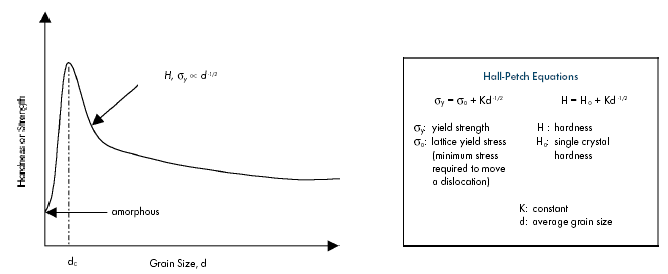 Hardness or Strength
H, σy ∝ d-1/2
amorphous
dc
Grain Size, d
Hall-Petch Equations
σy = σo + Kd-1/2
H = Ho + Kd-1/2
σy: yield strength
σo: lattice yield stress
(minimum stress
required to move
a dislocation)
H : hardness
Ho: single crystal
hardness
K: constant
d: average grain size